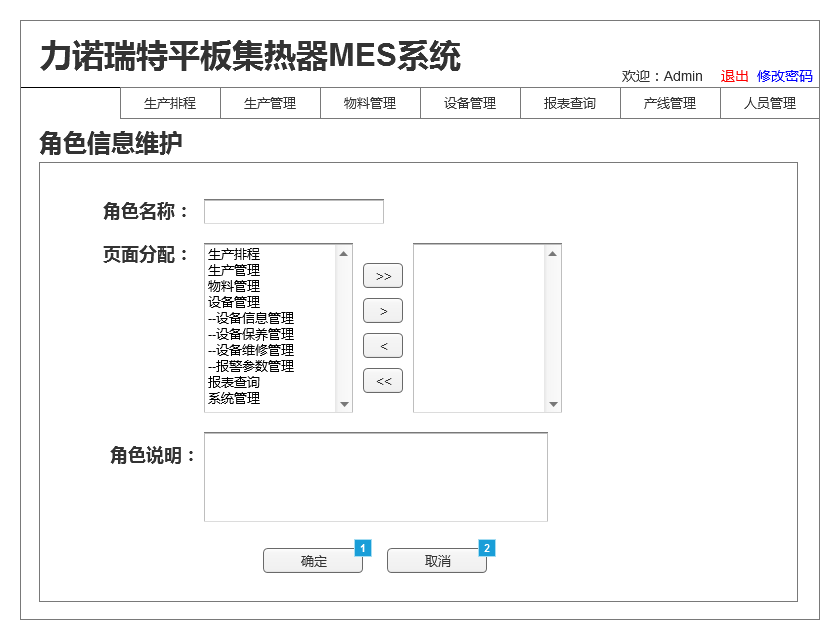 力诺瑞特平板集热器MES系统
欢迎：Admin 退出 修改密码
生产排程 生产管理 物料管理 设备管理 报表查询 产线管理 人员管理
角色信息维护
角色名称：
页面分配：
生产排程
生产管理
物料管理
设备管理
--设备信息管理
--设备保养管理
--设备维修管理
--报警参数管理
报表查询
系统管理
>>
>
<
<<
角色说明：
确定 1 取消 2